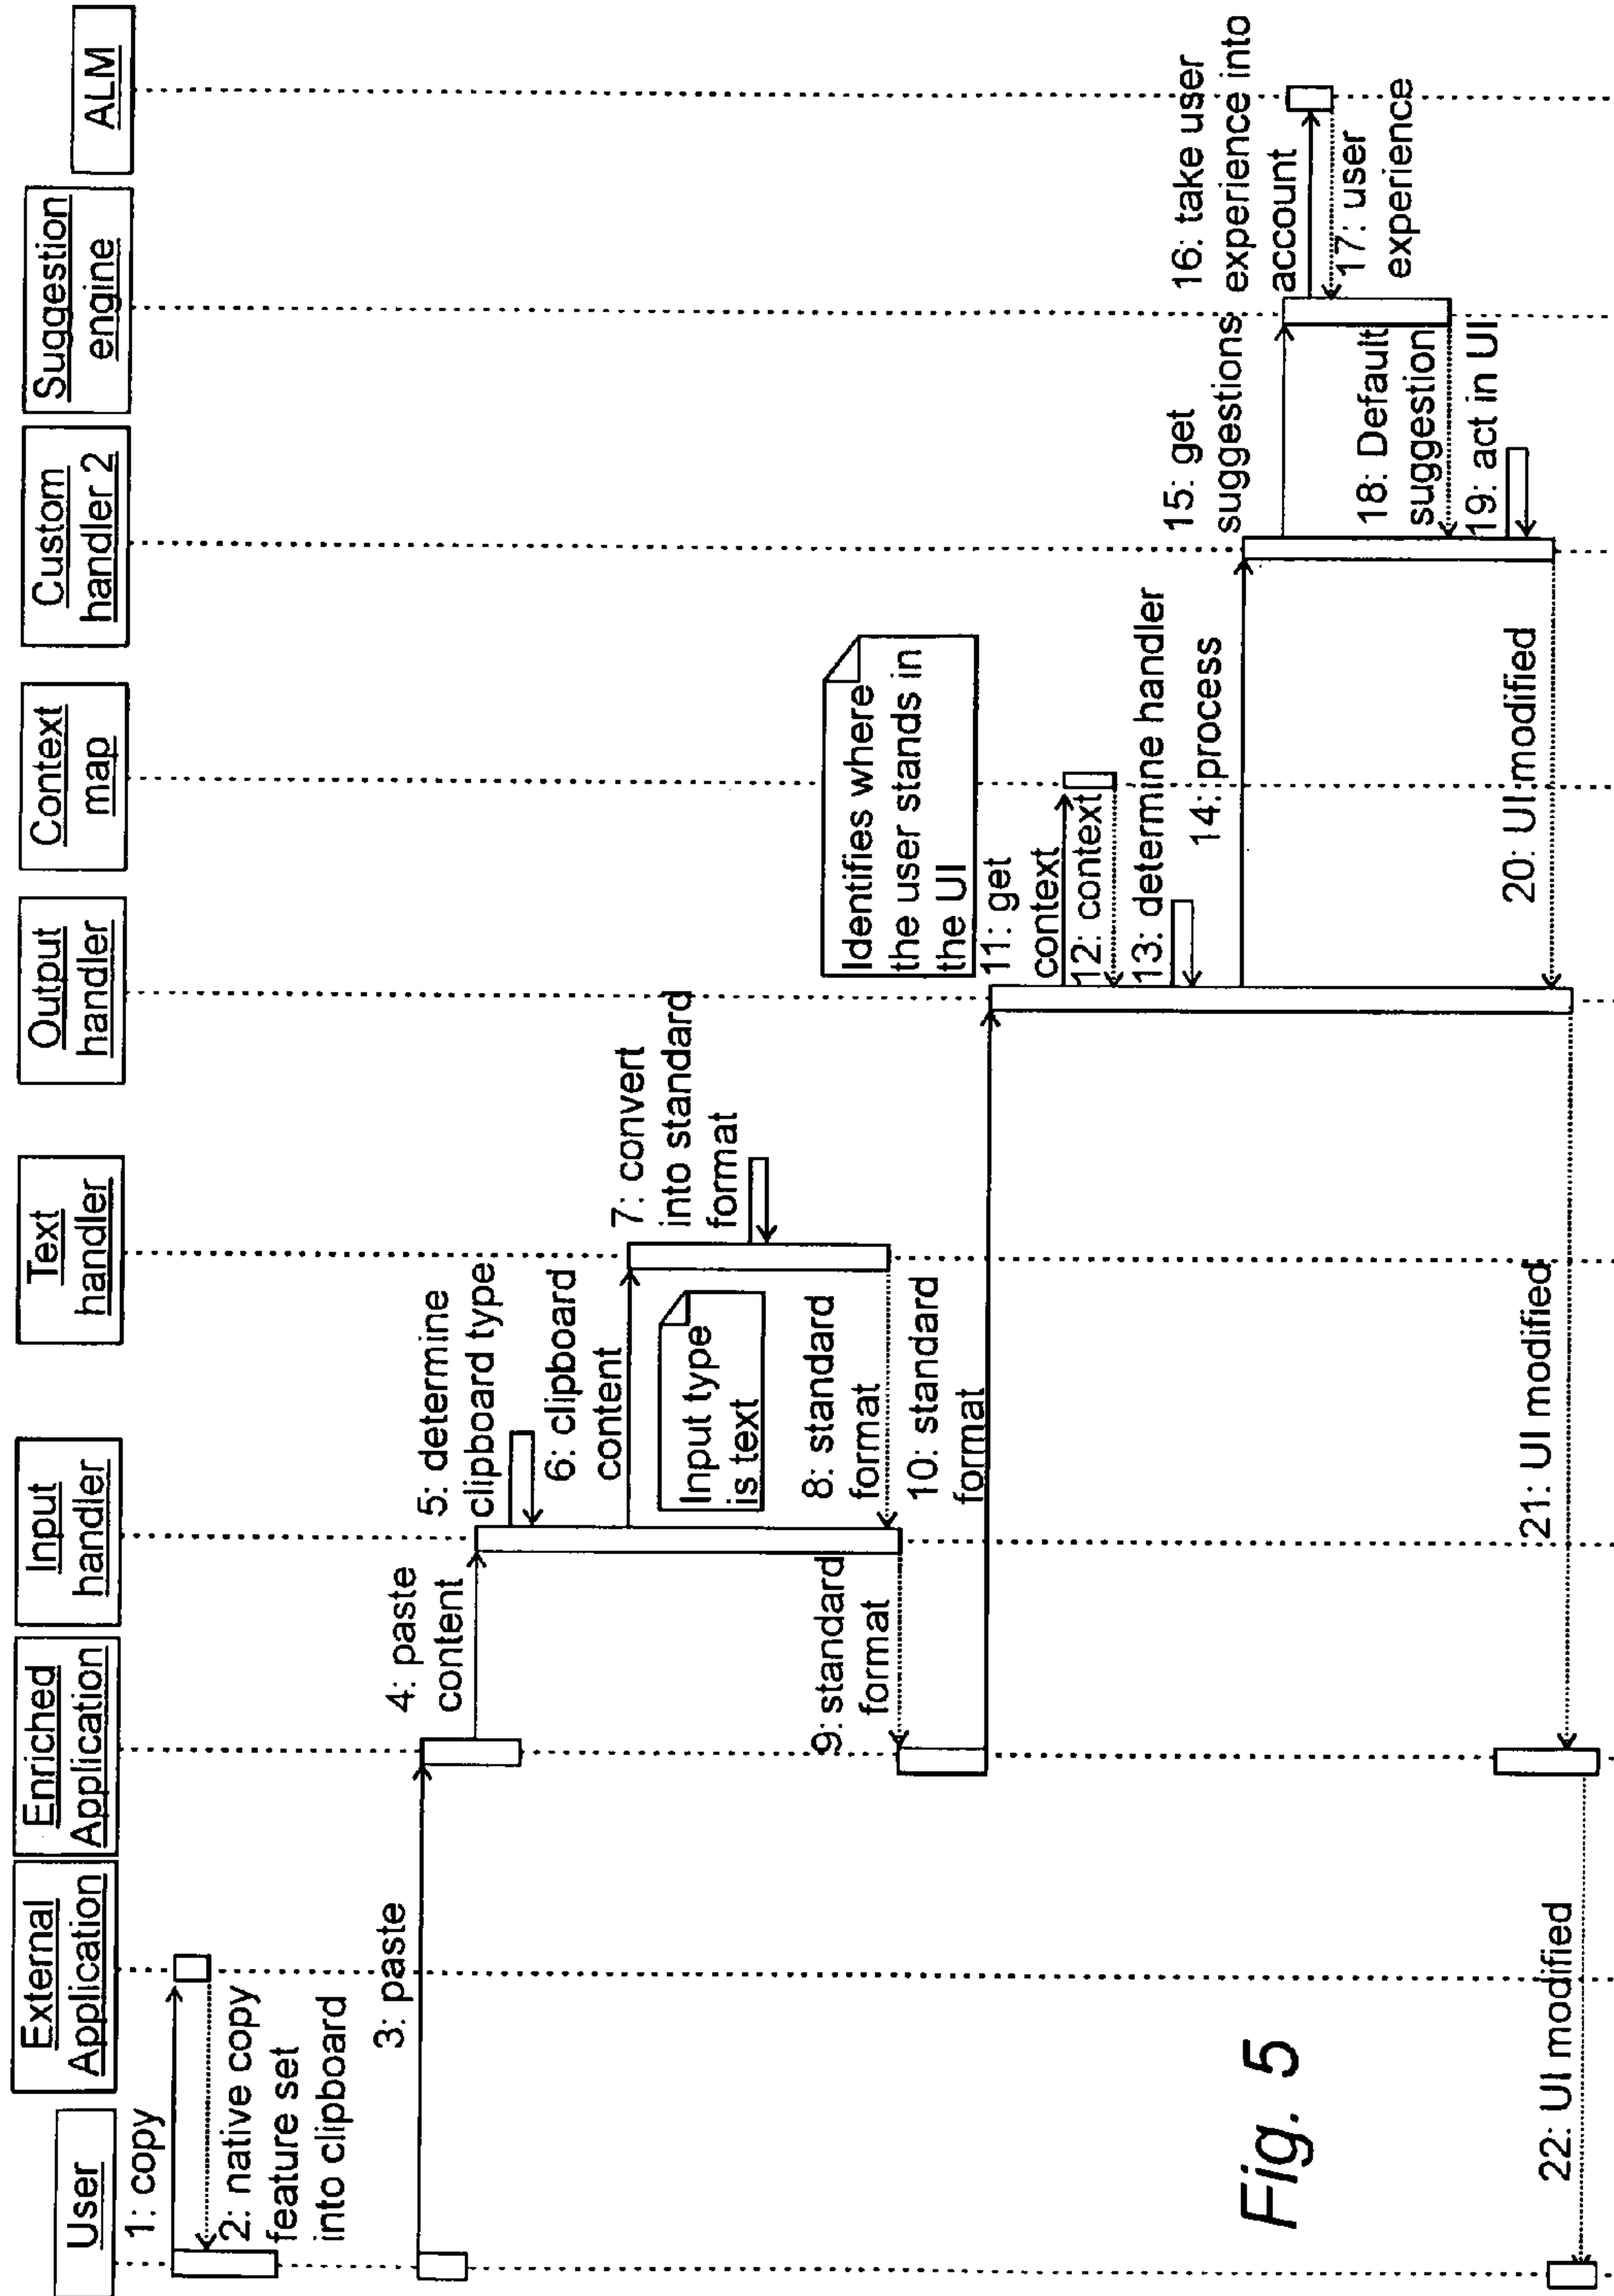 User
External
Application
Enriched
Application
Input
handler
Text
handler
Output
handler
Context
map
Custom
handler 2
Suggestion
engine
ALM
1: copy
2: native copy
feature set
into clipboard
3: paste
4: paste
content
5: determine
clipboard type
6: clipboard
content
7: convert
into standard
format
Input type
is text
8: standard
format
9: standard
format
10: standard
format
Identifies where
the user stands in
the UI
11: get
context
12: context
13: determine handler
14: process
15: get
suggestions
16: take user
experience into
account
17: user
experience
18: Default
suggestion
19: act in UI
20: UI modified
21: UI modified
22: UI modified
Fig. 5